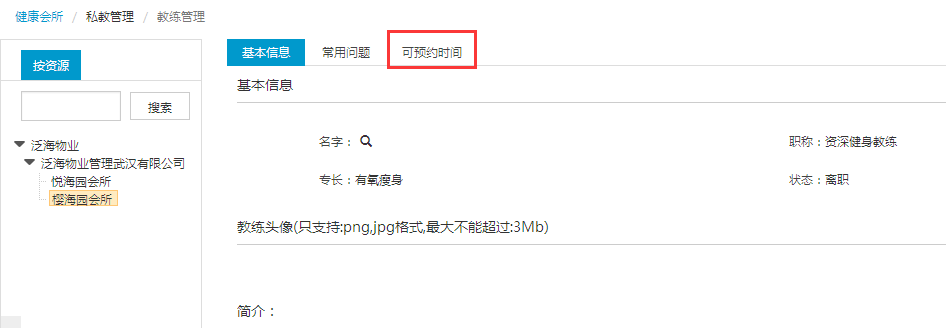 健康会所 / 私教管理 / 教练管理
按资源
搜索
泛海物业
泛海物业管理武汉有限公司
悦海园会所
樱海园会所
基本信息 常用问题 可预约时间
基本信息
名字： 职称：资深健身教练
专长：有氧瘦身 状态：离职
教练头像(只支持:png,jpg格式,最大不能超过:3Mb)
简介：